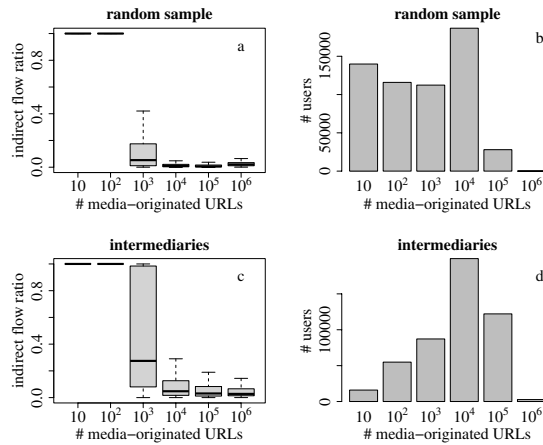 random sample
a
indirect flow ratio
0.0 0.4 0.8
10 10² 10³ 10⁴ 10⁵ 10⁶
# media−originated URLs
random sample
b
# users
0 50000 150000
10 10² 10³ 10⁴ 10⁵ 10⁶
# media−originated URLs
intermediaries
c
indirect flow ratio
0.0 0.4 0.8
10 10² 10³ 10⁴ 10⁵ 10⁶
# media−originated URLs
intermediaries
d
# users
0 100000
10 10² 10³ 10⁴ 10⁵ 10⁶
# media−originated URLs